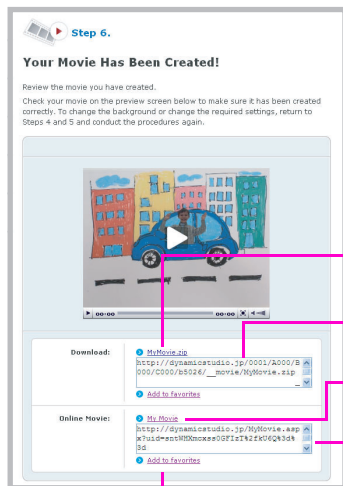 Step 6.
Your Movie Has Been Created!
Review the movie you have created.
Check your movie on the preview screen below to make sure it has been created
correctly. To change the background or change the required settings, return to
Steps 4 and 5 and conduct the procedures again.
00:00 00:00
Download: MyMovie.zip
http://dynamicstudio.jp/0001/A000/B
000/C000/b5026/__movie/MyMovie.zip
Add to favorites
Online Movie: My Movie
http://dynamicstudio.jp/MyMovie.asp
x?uid=sntWMXmcxss0GFIzT%2fkU6Q%3d%
3d
Add to favorites